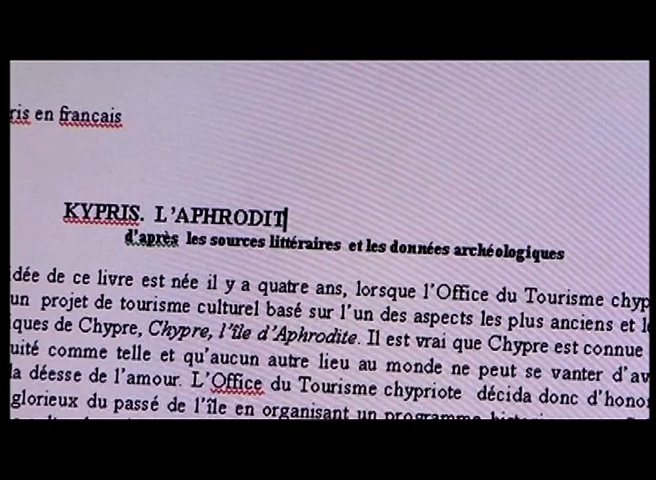 ris en français
KYPRIS. L'APHRODIT
d'après les sources littéraires et les données archéologiques
dée de ce livre est née il y a quatre ans, lorsque l'Office du Tourisme chyp
un projet de tourisme culturel basé sur l'un des aspects les plus anciens et l
ques de Chypre, Chypre, l'île d'Aphrodite. Il est vrai que Chypre est connue
uité comme telle et qu'aucun autre lieu au monde ne peut se vanter d'av
la déesse de l'amour. L'Office du Tourisme chypriote décida donc d'hono
glorieux du passé de l'île en organisant un programme